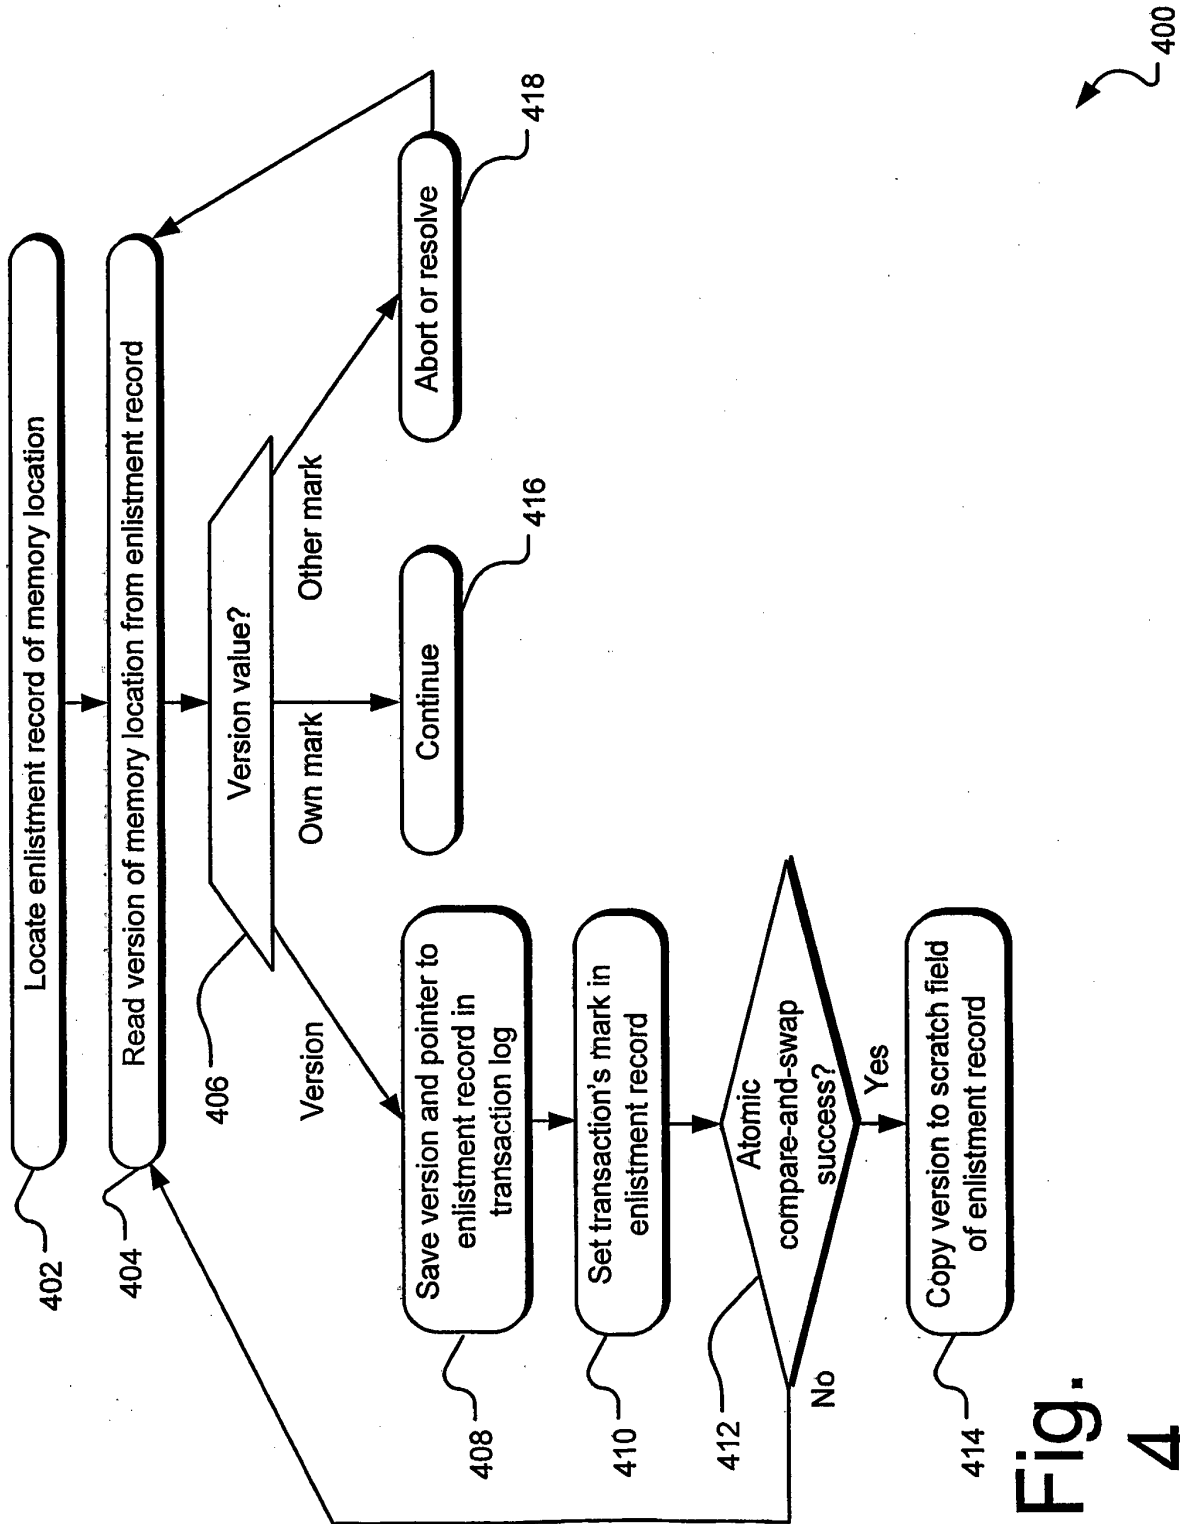 Locate enlistment record of memory location
402
Read version of memory location from enlistment record
404
Version value?
406
Version
Own mark
Other mark
Save version and pointer to
enlistment record in
transaction log
408
Continue
416
Abort or resolve
418
Set transaction's mark in
enlistment record
410
Atomic
compare-and-swap
success?
412
No
Yes
Copy version to scratch field
of enlistment record
414
400
Fig.
4